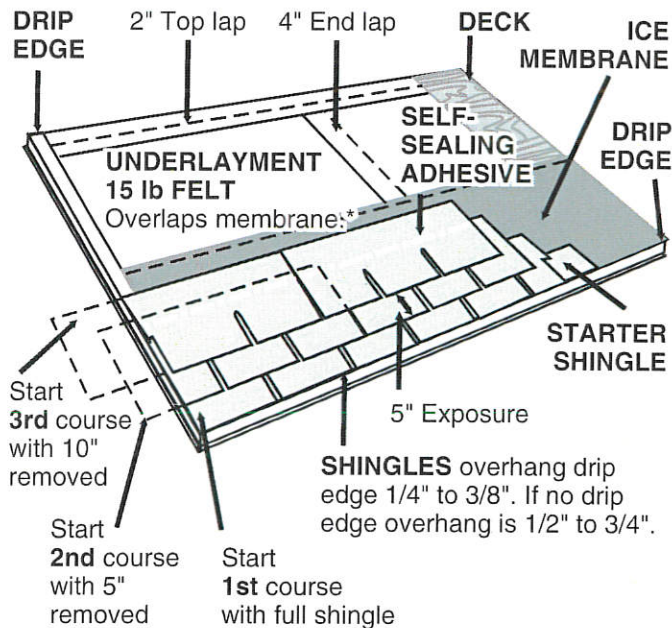 DRIP
EDGE
2" Top lap
4" End lap
DECK
ICE
MEMBRANE
SELF-
SEALING
ADHESIVE
DRIP
EDGE
UNDERLAYMENT
15 lb FELT
Overlaps membrane.*
STARTER
SHINGLE
Start
3rd course
with 10"
removed
5" Exposure
SHINGLES overhang drip
edge 1/4" to 3/8". If no drip
edge overhang is 1/2" to 3/4".
Start
2nd course
with 5"
removed
Start
1st course
with full shingle